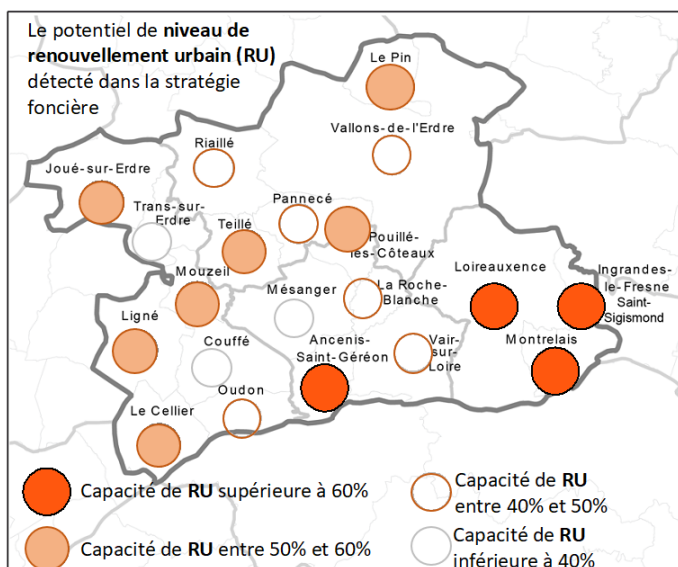 Le potentiel de niveau de
renouvellement urbain (RU)
détecté dans la stratégie
foncière
Le Pin
Vallons-de-l'Erdre
Riaillé
Joué-sur-Erdre
Trans-sur-
Erdre
Pannecé
Teillé
Pouillé-
les-Côteaux
Mouzeil
Mésanger
La Roche-
Blanche
Loireauxence
Ingrandes-
le-Fresne
Saint-
Sigismond
Ligné
Couffé
Ancenis-
Saint-Géréon
Vair-
sur-
Loire
Montrelais
Oudon
Le Cellier
Capacité de RU supérieure à 60%
Capacité de RU entre 50% et 60%
Capacité de RU
entre 40% et 50%
Capacité de RU
inférieure à 40%